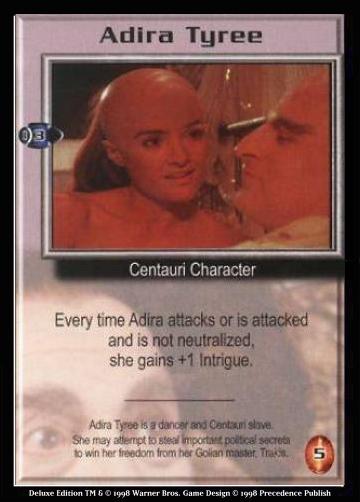 Adira Tyree
3
Centauri Character
Every time Adira attacks or is attacked
and is not neutralized,
she gains +1 Intrigue.
Adira Tyree is a dancer and Centauri slave.
She may attempt to steal important political secrets
to win her freedom from her Golian master, Trakis.
5
Deluxe Edition TM & © 1998 Warner Bros. Game Design © 1998 Precedence Publish